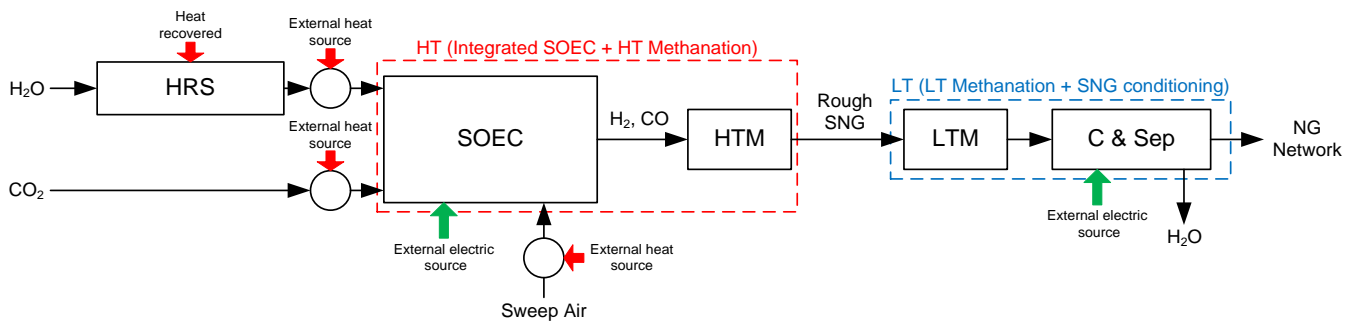 Heat
recovered
External heat
source
HT (Integrated SOEC + HT Methanation)
H₂O
HRS
SOEC
H₂, CO
HTM
Rough
SNG
LT (LT Methanation + SNG conditioning)
LTM
C & Sep
NG
Network
External heat
source
CO₂
External electric
source
External heat
source
Sweep Air
External electric
source
H₂O